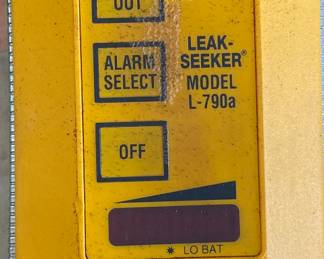 OUT
ALARM
SELECT
LEAK-
SEEKER®
MODEL
L-790a
OFF
LO BAT